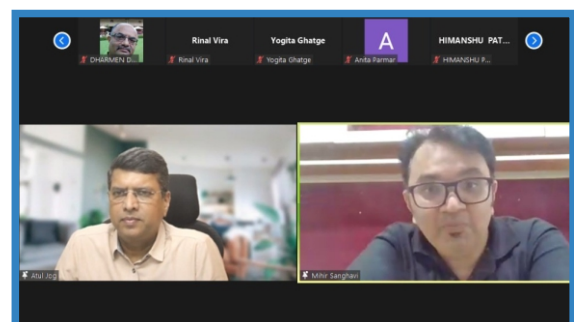 Rinal Vira
Yogita Ghatge
A
HIMANSHU PAT...
DHARMEN D...
Rinal Vira
Yogita Ghatge
Anita Parmar
HIMANSHU P...
Atul Jog
Mihir Sanghavi